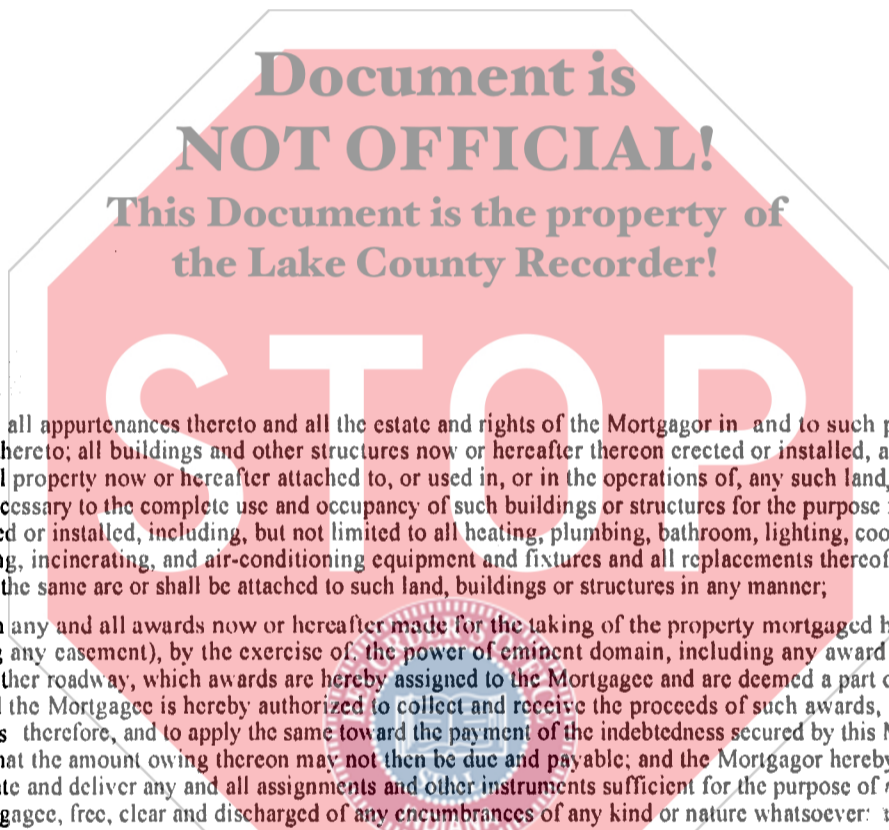 Document is
NOT OFFICIAL!
This Document is the property of
the Lake County Recorder!
STOP
all appurtenances thereto and all the estate and rights of the Mortgagor in and to such p
hereto; all buildings and other structures now or hereafter thereon erected or installed, a
l property now or hereafter attached to, or used in, or in the operations of, any such land,
cessary to the complete use and occupancy of such buildings or structures for the purpose
ed or installed, including, but not limited to all heating, plumbing, bathroom, lighting, coo
ng, incinerating, and air-conditioning equipment and fixtures and all replacements thereof
the same are or shall be attached to such land, buildings or structures in any manner;
n any and all awards now or hereafter made for the taking of the property mortgaged h
g any easement), by the exercise of, the power of eminent domain, including any award
ther roadway, which awards are hereby assigned to the Mortgagee and are deemed a part o
l the Mortgagee is hereby authorized to collect and receive the proceeds of such awards,
s therefore, and to apply the same toward the payment of the indebtedness secured by this M
hat the amount owing thereon may not then be due and payable; and the Mortgagor hereby
te and deliver any and all assignments and other instruments sufficient for the purpose of
gagee, free, clear and discharged of any encumbrances of any kind or nature whatsoever:
RECORDER'S OFFICE
SEAL
INDIANA